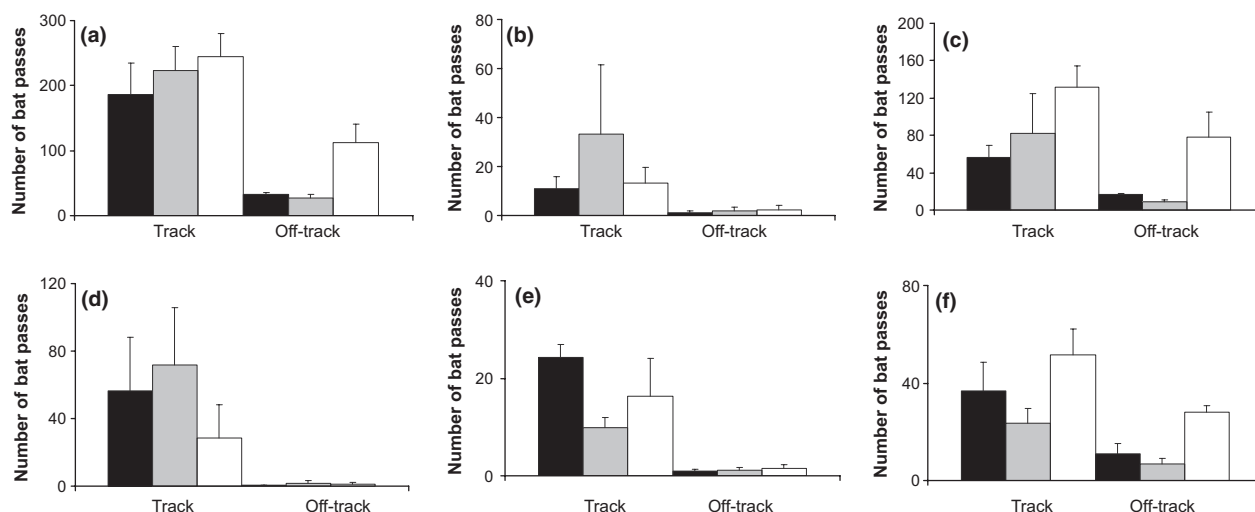 (a)
Number of bat passes
300
200
100
0
Track Off-track
(b)
Number of bat passes
80
60
40
20
0
Track Off-track
(c)
Number of bat passes
200
160
120
80
40
0
Track Off-track
(d)
Number of bat passes
120
80
40
0
Track Off-track
(e)
Number of bat passes
40
20
0
Track Off-track
(f)
Number of bat passes
80
40
0
Track Off-track